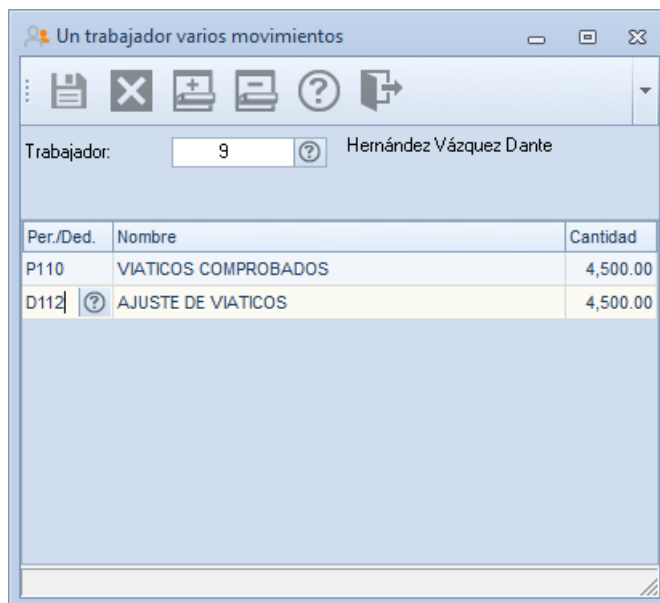 Un trabajador varios movimientos
Trabajador: 9 Hernández Vázquez Dante
Per./Ded. Nombre Cantidad
P110 VIATICOS COMPROBADOS 4,500.00
D112 AJUSTE DE VIATICOS 4,500.00